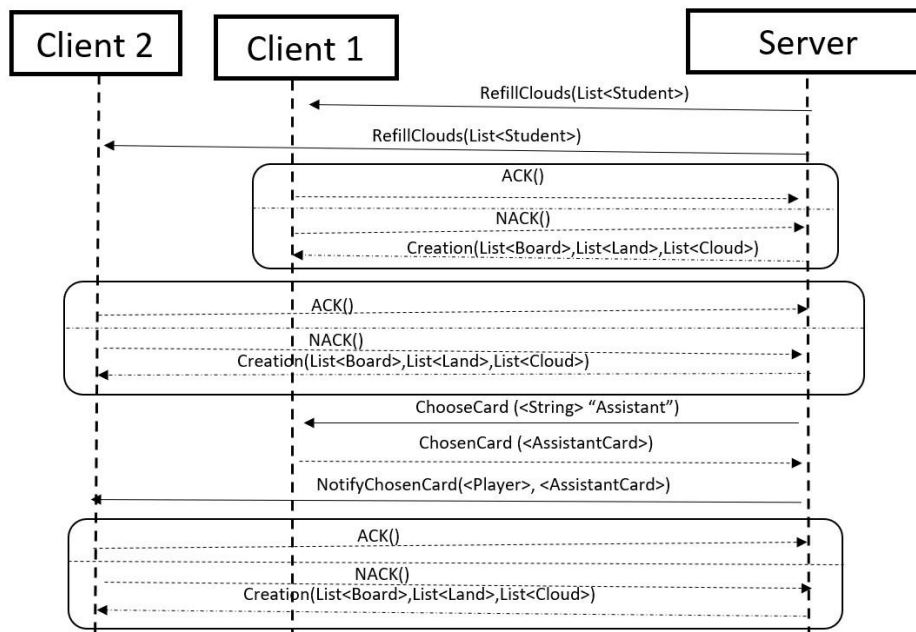 Client 2
Client 1
Server
RefillClouds(List<Student>)
RefillClouds(List<Student>)
ACK()
NACK()
Creation(List<Board>,List<Land>,List<Cloud>)
ACK()
NACK()
Creation(List<Board>,List<Land>,List<Cloud>)
ChooseCard (<String> “Assistant”)
ChosenCard (<AssistantCard>)
NotifyChosenCard(<Player>, <AssistantCard>)
ACK()
NACK()
Creation(List<Board>,List<Land>,List<Cloud>)